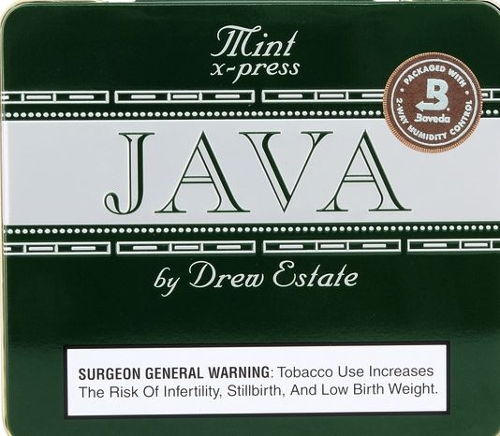 Mint
x-press
PACKAGED WITH
B
Boveda
2-WAY HUMIDITY CONTROL
JAVA
by Drew Estate
SURGEON GENERAL WARNING: Tobacco Use Increases
The Risk Of Infertility, Stillbirth, And Low Birth Weight.